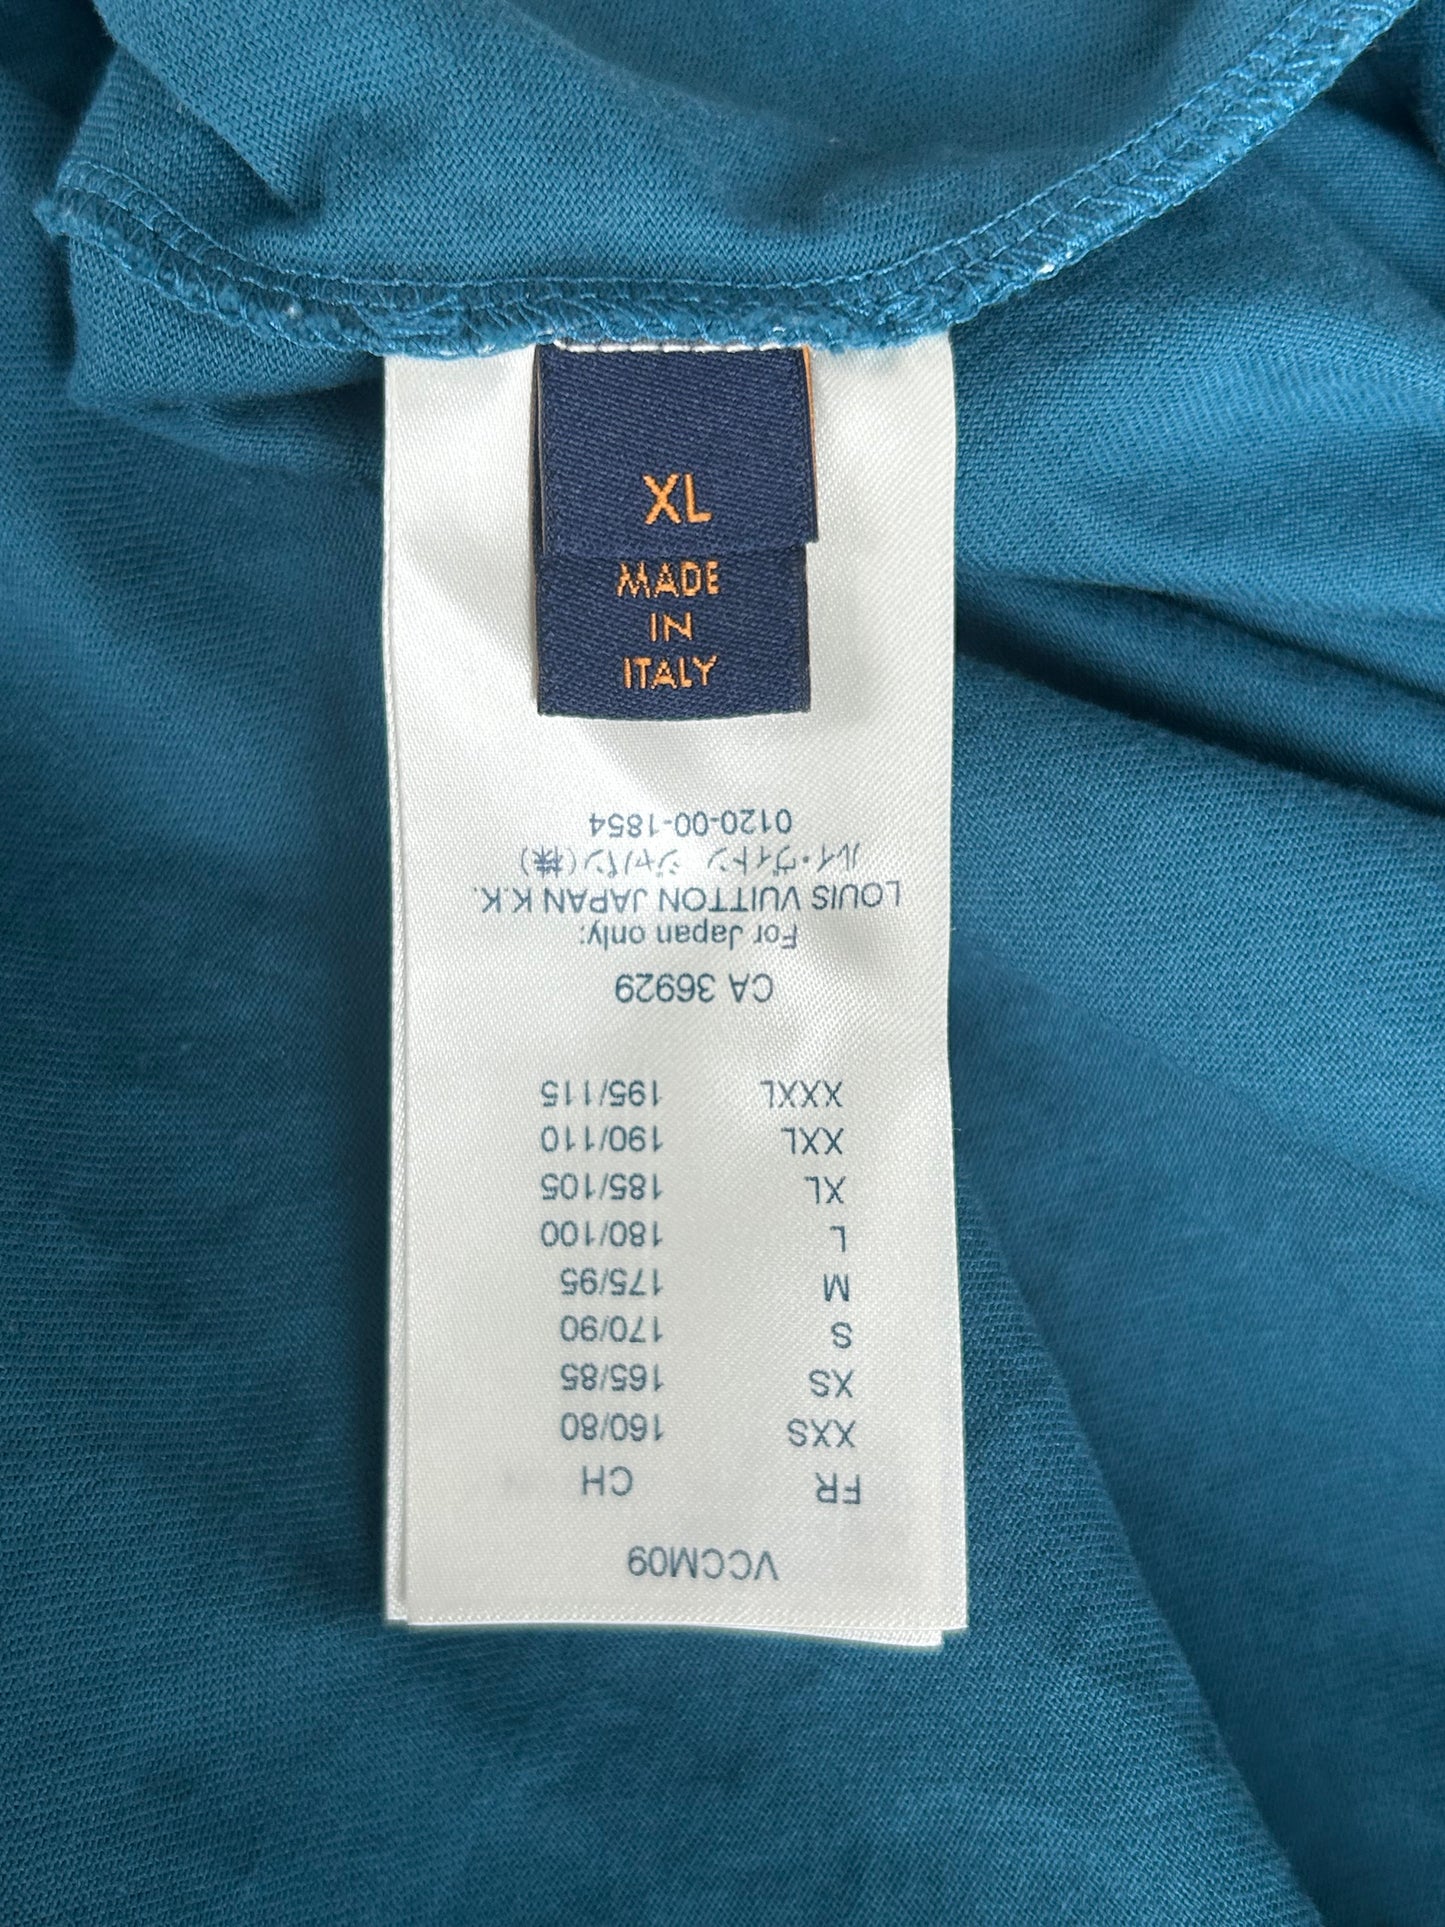 XL
MADE
IN
ITALY
VCCM09
FR CH
XXS 160/80
XS 165/85
S 170/90
M 175/95
L 180/100
XL 185/105
XXL 190/110
XXXL 195/115
CA 36929
For Japan only:
LOUIS VUITTON JAPAN K.K.
ルイ・ヴィトン ジャパン(株)
0120-00-1854